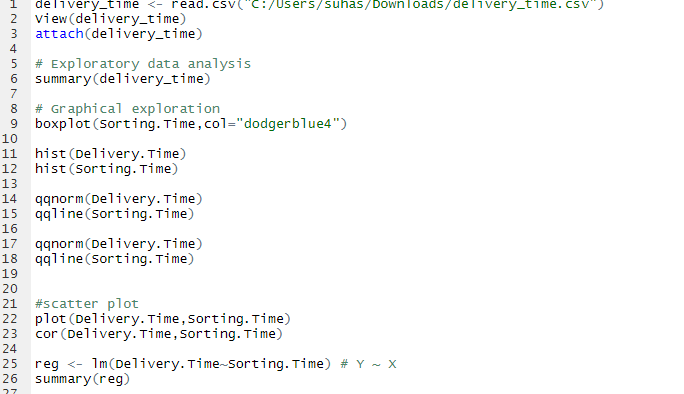 1 delivery_time <- read.csv("C:/Users/suhas/Downloads/delivery_time.csv")
2 View(delivery_time)
3 attach(delivery_time)
4
5 # Exploratory data analysis
6 summary(delivery_time)
7
8 # Graphical exploration
9 boxplot(Sorting.Time,col="dodgerblue4")
10
11 hist(Delivery.Time)
12 hist(Sorting.Time)
13
14 qqnorm(Delivery.Time)
15 qqline(Sorting.Time)
16
17 qqnorm(Delivery.Time)
18 qqline(Sorting.Time)
19
20
21 #scatter plot
22 plot(Delivery.Time,Sorting.Time)
23 cor(Delivery.Time,Sorting.Time)
24
25 reg <- lm(Delivery.Time~Sorting.Time) # Y ~ X
26 summary(reg)
27